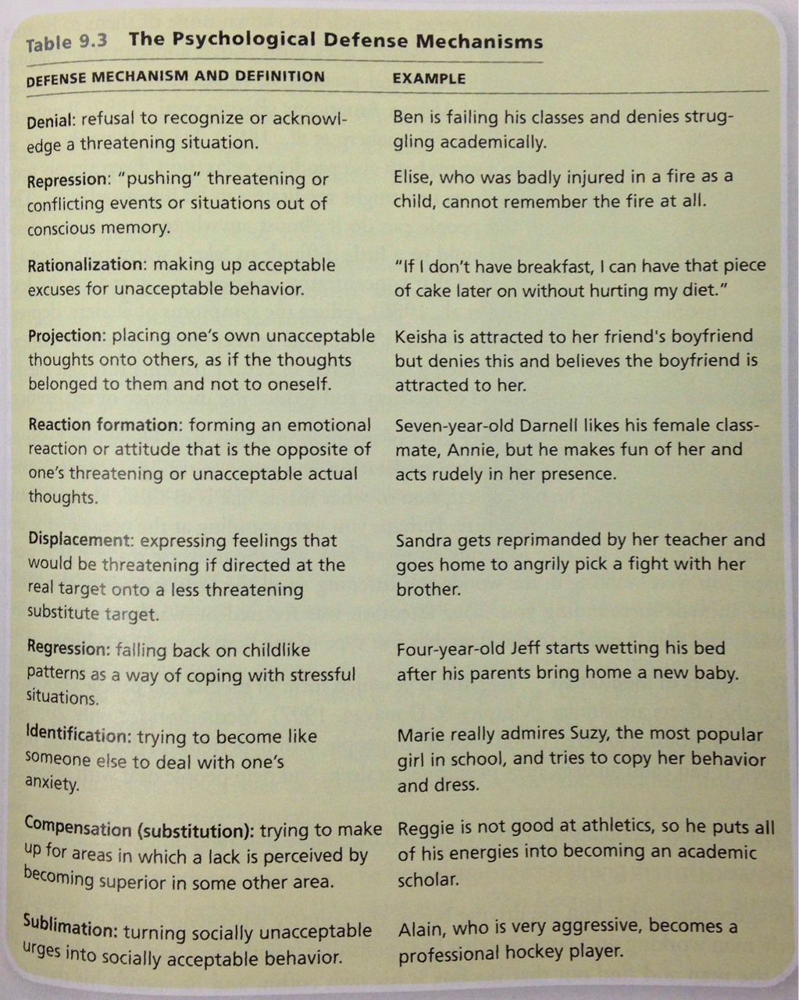 Table 9.3 The Psychological Defense Mechanisms
DEFENSE MECHANISM AND DEFINITION EXAMPLE
Denial: refusal to recognize or acknowl-
edge a threatening situation.
Ben is failing his classes and denies strug-
gling academically.
Repression: “pushing” threatening or
conflicting events or situations out of
conscious memory.
Elise, who was badly injured in a fire as a
child, cannot remember the fire at all.
Rationalization: making up acceptable
excuses for unacceptable behavior.
“If I don’t have breakfast, I can have that piece
of cake later on without hurting my diet.”
Projection: placing one’s own unacceptable
thoughts onto others, as if the thoughts
belonged to them and not to oneself.
Keisha is attracted to her friend's boyfriend
but denies this and believes the boyfriend is
attracted to her.
Reaction formation: forming an emotional
reaction or attitude that is the opposite of
one’s threatening or unacceptable actual
thoughts.
Seven-year-old Darnell likes his female class-
mate, Annie, but he makes fun of her and
acts rudely in her presence.
Displacement: expressing feelings that
would be threatening if directed at the
real target onto a less threatening
substitute target.
Sandra gets reprimanded by her teacher and
goes home to angrily pick a fight with her
brother.
Regression: falling back on childlike
patterns as a way of coping with stressful
situations.
Four-year-old Jeff starts wetting his bed
after his parents bring home a new baby.
Identification: trying to become like
someone else to deal with one’s
anxiety.
Marie really admires Suzy, the most popular
girl in school, and tries to copy her behavior
and dress.
Compensation (substitution): trying to make
up for areas in which a lack is perceived by
becoming superior in some other area.
Reggie is not good at athletics, so he puts all
of his energies into becoming an academic
scholar.
Sublimation: turning socially unacceptable
urges into socially acceptable behavior.
Alain, who is very aggressive, becomes a
professional hockey player.